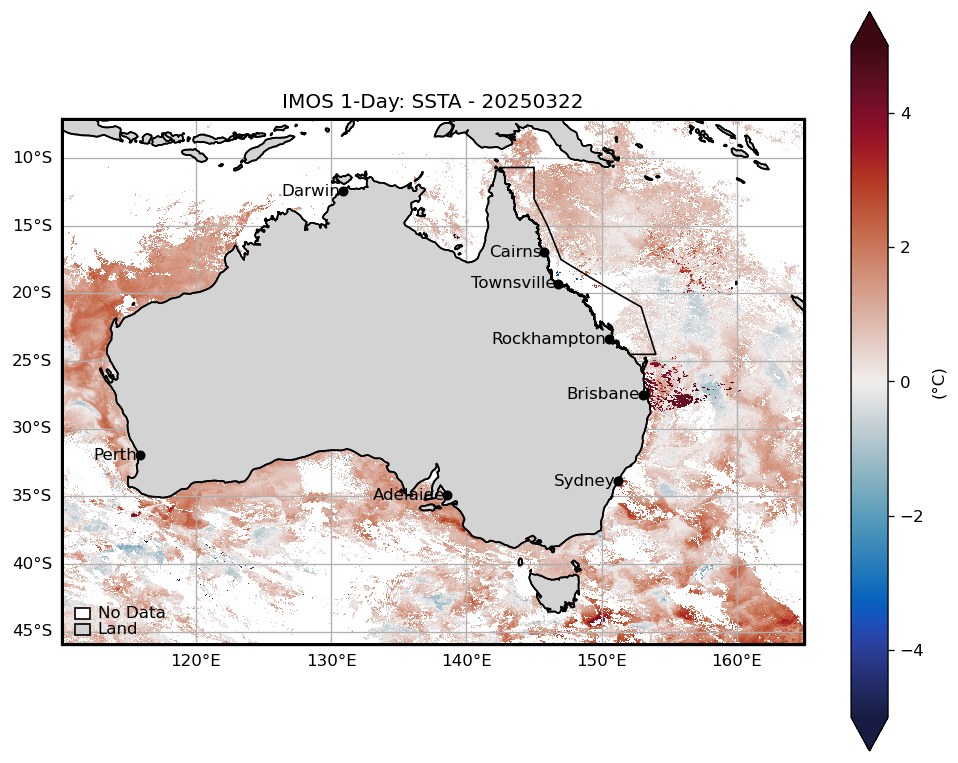 IMOS 1-Day: SSTA - 20250322
10°S
15°S
20°S
25°S
30°S
35°S
40°S
45°S
Darwin
Cairns
Townsville
Rockhampton
Brisbane
Perth
Adelaide
Sydney
No Data
Land
120°E 130°E 140°E 150°E 160°E
4
2
0
−2
−4
(°C)